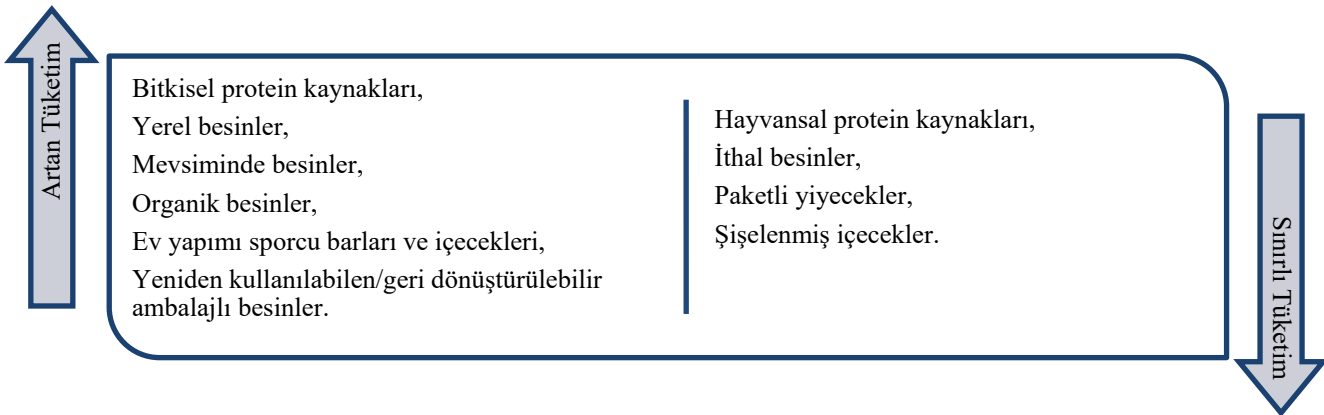 Artan Tüketim
Bitkisel protein kaynakları,
Yerel besinler,
Mevsiminde besinler,
Organik besinler,
Ev yapımı sporcu barları ve içecekleri,
Yeniden kullanılabilen/geri dönüştürülebilir
ambalajlı besinler.
Hayvansal protein kaynakları,
İthal besinler,
Paketli yiyecekler,
Şişelenmiş içecekler.
Sınırlı Tüketim